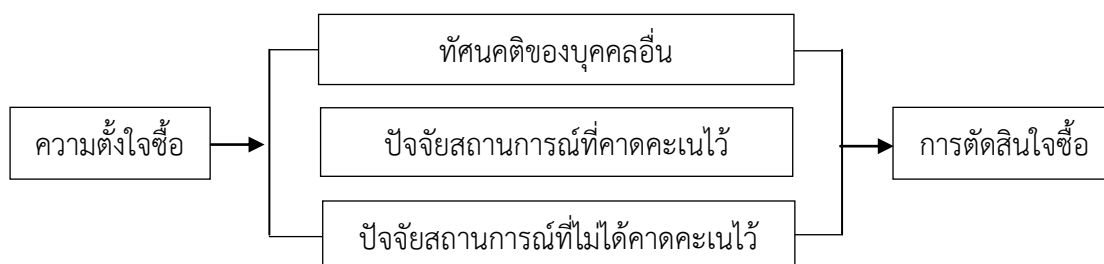 ทัศนคติของบุคคลอื่น
ความตั้งใจซื้อ
ปัจจัยสถานการณ์ที่คาดคะเนไว้
การตัดสินใจซื้อ
ปัจจัยสถานการณ์ที่ไม่ได้คาดคะเนไว้